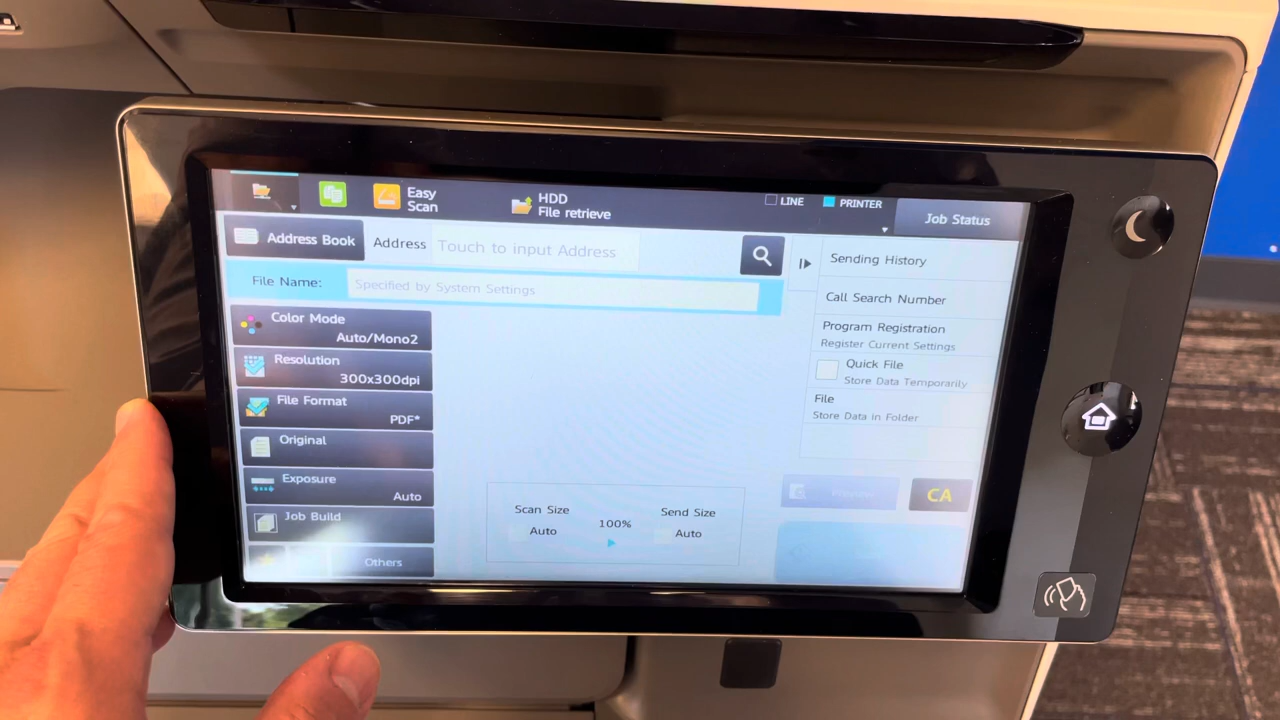 Easy
Scan
HDD
File retrieve
LINE
PRINTER
Job Status
Address Book
Address
Touch to input Address
File Name:
Specified by System Settings
Color Mode
Auto/Mono2
Resolution
300x300dpi
File Format
PDF*
Original
Exposure
Auto
Job Build
Others
Scan Size
Auto
100%
Send Size
Auto
Sending History
Call Search Number
Program Registration
Register Current Settings
Quick File
Store Data Temporarily
File
Store Data in Folder
CA